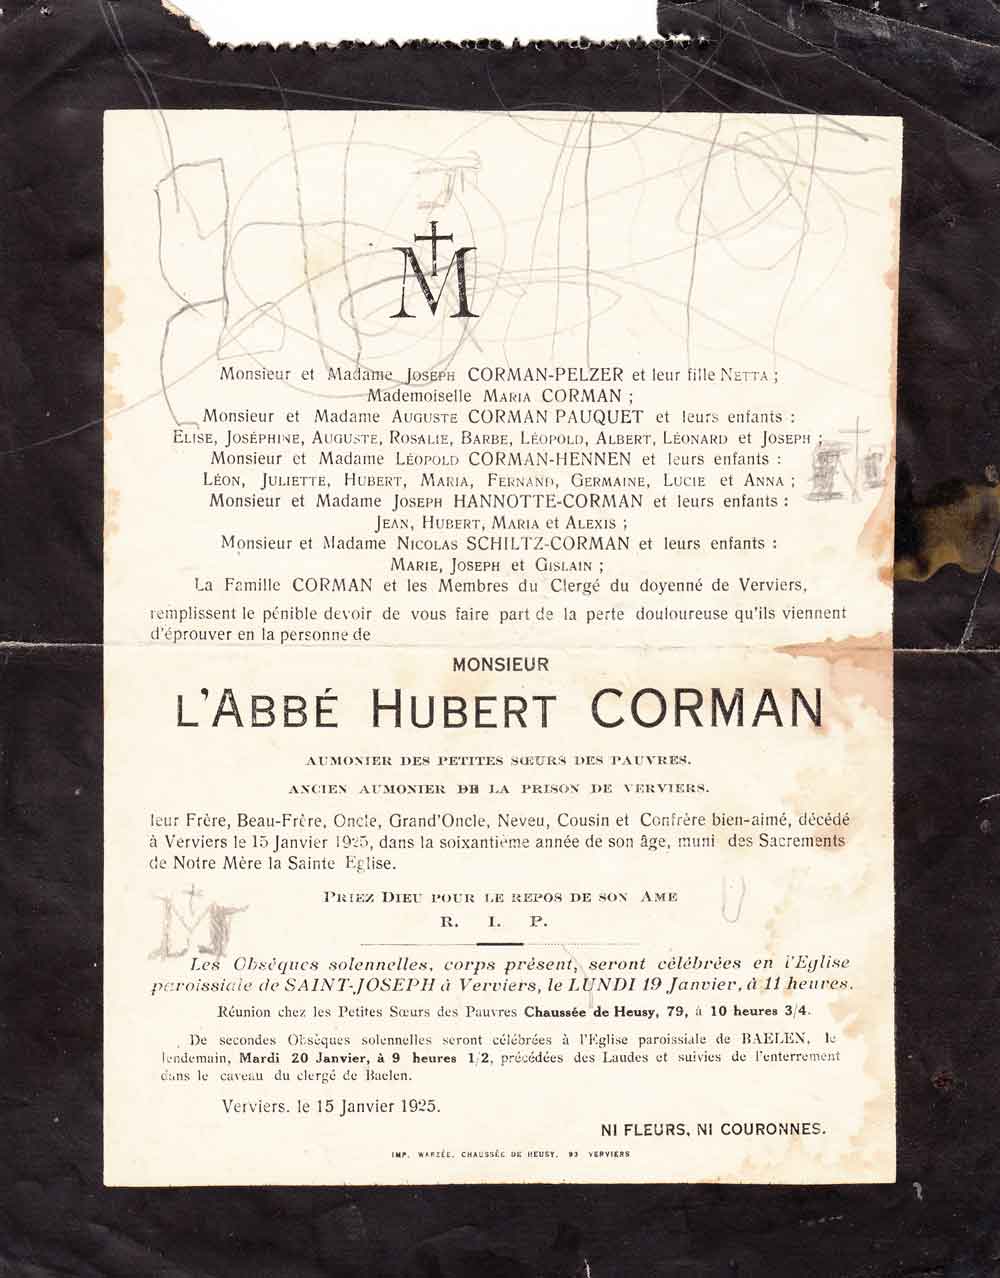 M
Monsieur et Madame Joseph CORMAN-PELZER et leur fille Netta ;
Mademoiselle Maria CORMAN ;
Monsieur et Madame Auguste CORMAN PAUQUET et leurs enfants :
Elise, Joséphine, Auguste, Rosalie, Barbe, Léopold, Albert, Léonard et Joseph ;
Monsieur et Madame Léopold CORMAN-HENNEN et leurs enfants :
Léon, Juliette, Hubert, Maria, Fernand, Germaine, Lucie et Anna ;
Monsieur et Madame Joseph HANNOTTE-CORMAN et leurs enfants :
Jean, Hubert, Maria et Alexis ;
Monsieur et Madame Nicolas SCHILTZ-CORMAN et leurs enfants :
Marie, Joseph et Gislain ;
La Famille CORMAN et les Membres du Clergé du doyenné de Verviers,
remplissent le pénible devoir de vous faire part de la perte douloureuse qu'ils viennent
d'éprouver en la personne de
MONSIEUR
L'Abbé Hubert CORMAN
AUMONIER DES PETITES SŒURS DES PAUVRES.
ANCIEN AUMONIER DE LA PRISON DE VERVIERS.
leur Frère, Beau-Frère, Oncle, Grand'Oncle, Neveu, Cousin et Confrère bien-aimé, décédé
à Verviers le 15 Janvier 1925, dans la soixantième année de son âge, muni des Sacrements
de Notre Mère la Sainte Eglise.
Priez Dieu pour le repos de son Ame
R. I. P.
Les Obsèques solennelles, corps présent, seront célébrées en l'Eglise
paroissiale de SAINT-JOSEPH à Verviers, le LUNDI 19 Janvier, à 11 heures.
Réunion chez les Petites Sœurs des Pauvres Chaussée de Heusy, 79, à 10 heures 3/4.
De secondes Obsèques solennelles seront célébrées à l'Eglise paroissiale de BAELEN, le
lendemain, Mardi 20 Janvier, à 9 heures 1/2, précédées des Laudes et suivies de l'enterrement
dans le caveau du clergé de Baelen.
Verviers. le 15 Janvier 1925.
NI FLEURS, NI COURONNES.
IMP. WARZÉE, CHAUSSÉE DE HEUSY, 93 VERVIERS